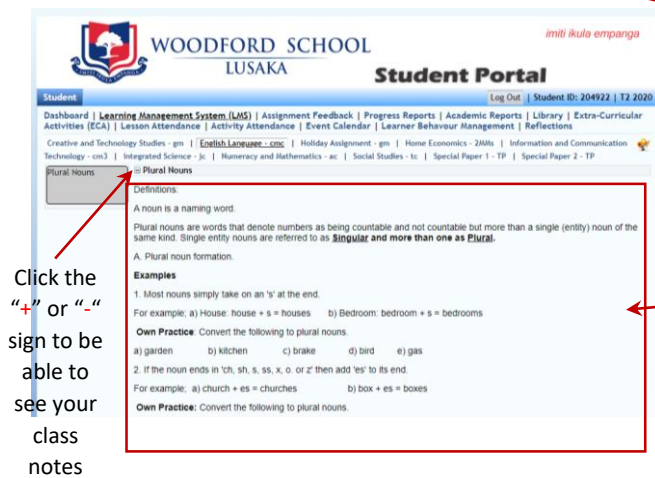 WOODFORD SCHOOL
LUSAKA
imiti ikula empanga
Student Portal
Student
Log Out | Student ID: 204922 | T2 2020
Dashboard | Learning Management System (LMS) | Assignment Feedback | Progress Reports | Academic Reports | Library | Extra-Curricular
Activities (ECA) | Lesson Attendance | Activity Attendance | Event Calendar | Learner Behavour Management | Reflections
Creative and Technology Studies - gm | English Language - cmc | Holiday Assignment - gm | Home Economics - 2MMs | Information and Communication
Technology - cm3 | Integrated Science - jc | Numeracy and Mathematics - ac | Social Studies - tc | Special Paper 1 - TP | Special Paper 2 - TP
Plural Nouns
Plural Nouns
Definitions.
A noun is a naming word.
Plural nouns are words that denote numbers as being countable and not countable but more than a single (entity) noun of the
same kind. Single entity nouns are referred to as Singular and more than one as Plural.
A. Plural noun formation.
Examples
1. Most nouns simply take on an 's' at the end.
For example; a) House: house + s = houses b) Bedroom: bedroom + s = bedrooms
Own Practice: Convert the following to plural nouns.
a) garden b) kitchen c) brake d) bird e) gas
2. If the noun ends in 'ch, sh, s, ss, x, o. or z' then add 'es' to its end.
For example; a) church + es = churches b) box + es = boxes
Own Practice: Convert the following to plural nouns.
Click the
“+” or “-“
sign to be
able to
see your
class
notes